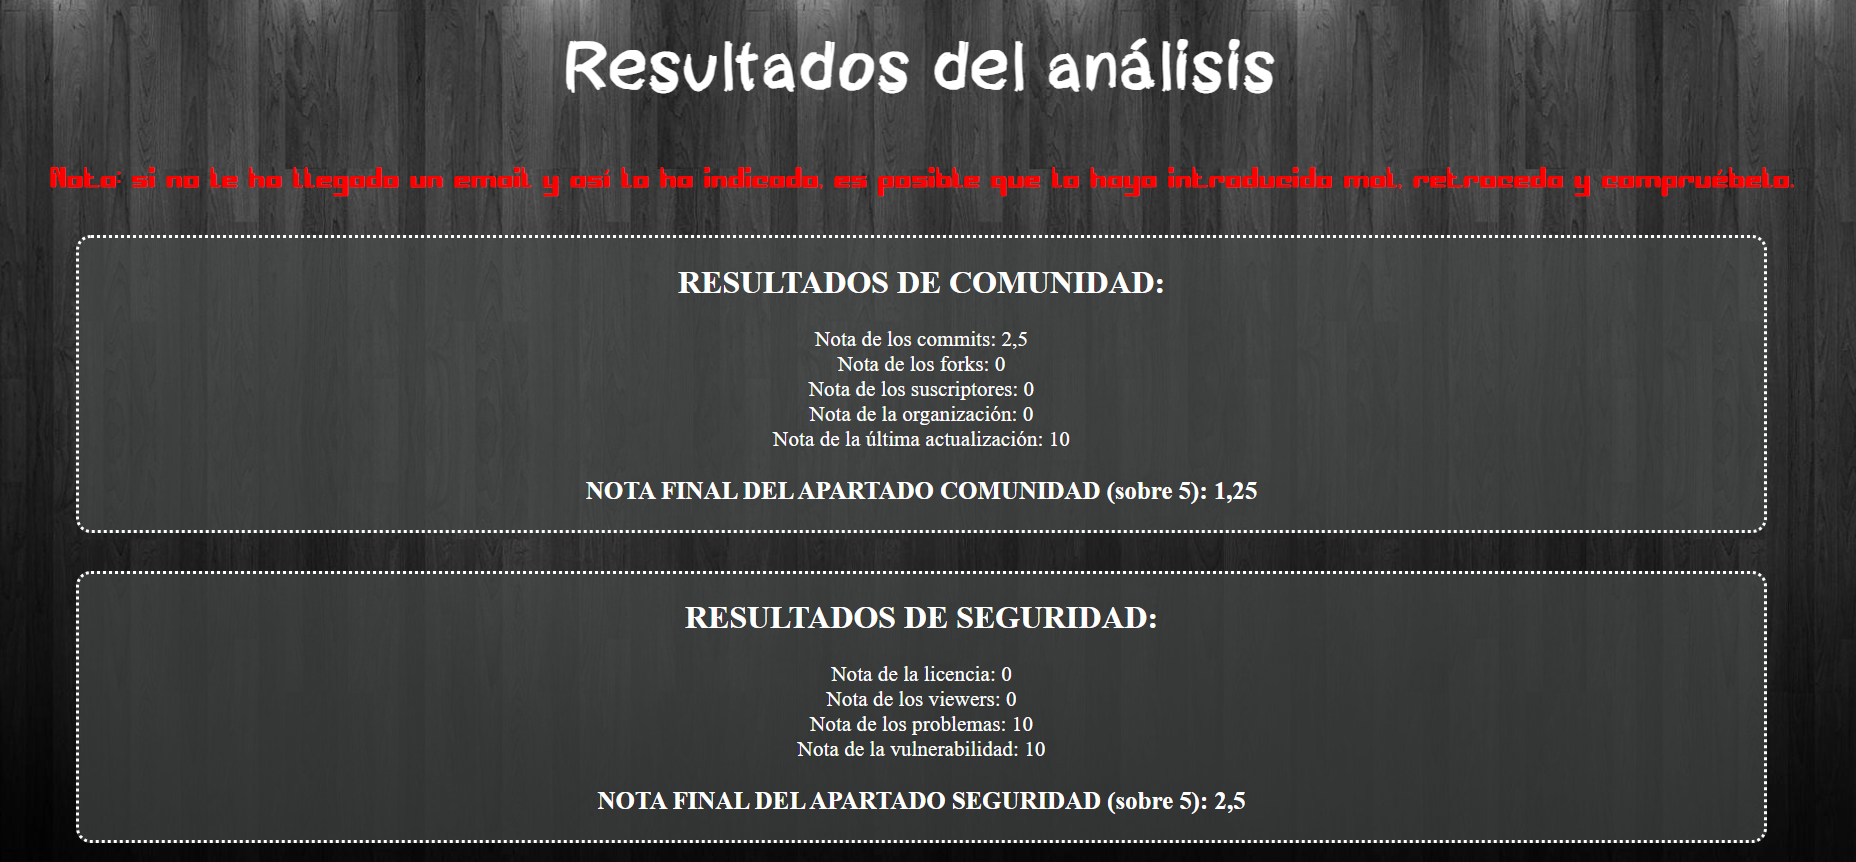 Resultados del análisis
Nota: si no te ha llegado un email y así lo ha indicado, es posible que lo haya introducido mal, retroceda y compruébelo.
RESULTADOS DE COMUNIDAD:
Nota de los commits: 2,5
Nota de los forks: 0
Nota de los suscriptores: 0
Nota de la organización: 0
Nota de la última actualización: 10
NOTA FINAL DEL APARTADO COMUNIDAD (sobre 5): 1,25
RESULTADOS DE SEGURIDAD:
Nota de la licencia: 0
Nota de los viewers: 0
Nota de los problemas: 10
Nota de la vulnerabilidad: 10
NOTA FINAL DEL APARTADO SEGURIDAD (sobre 5): 2,5